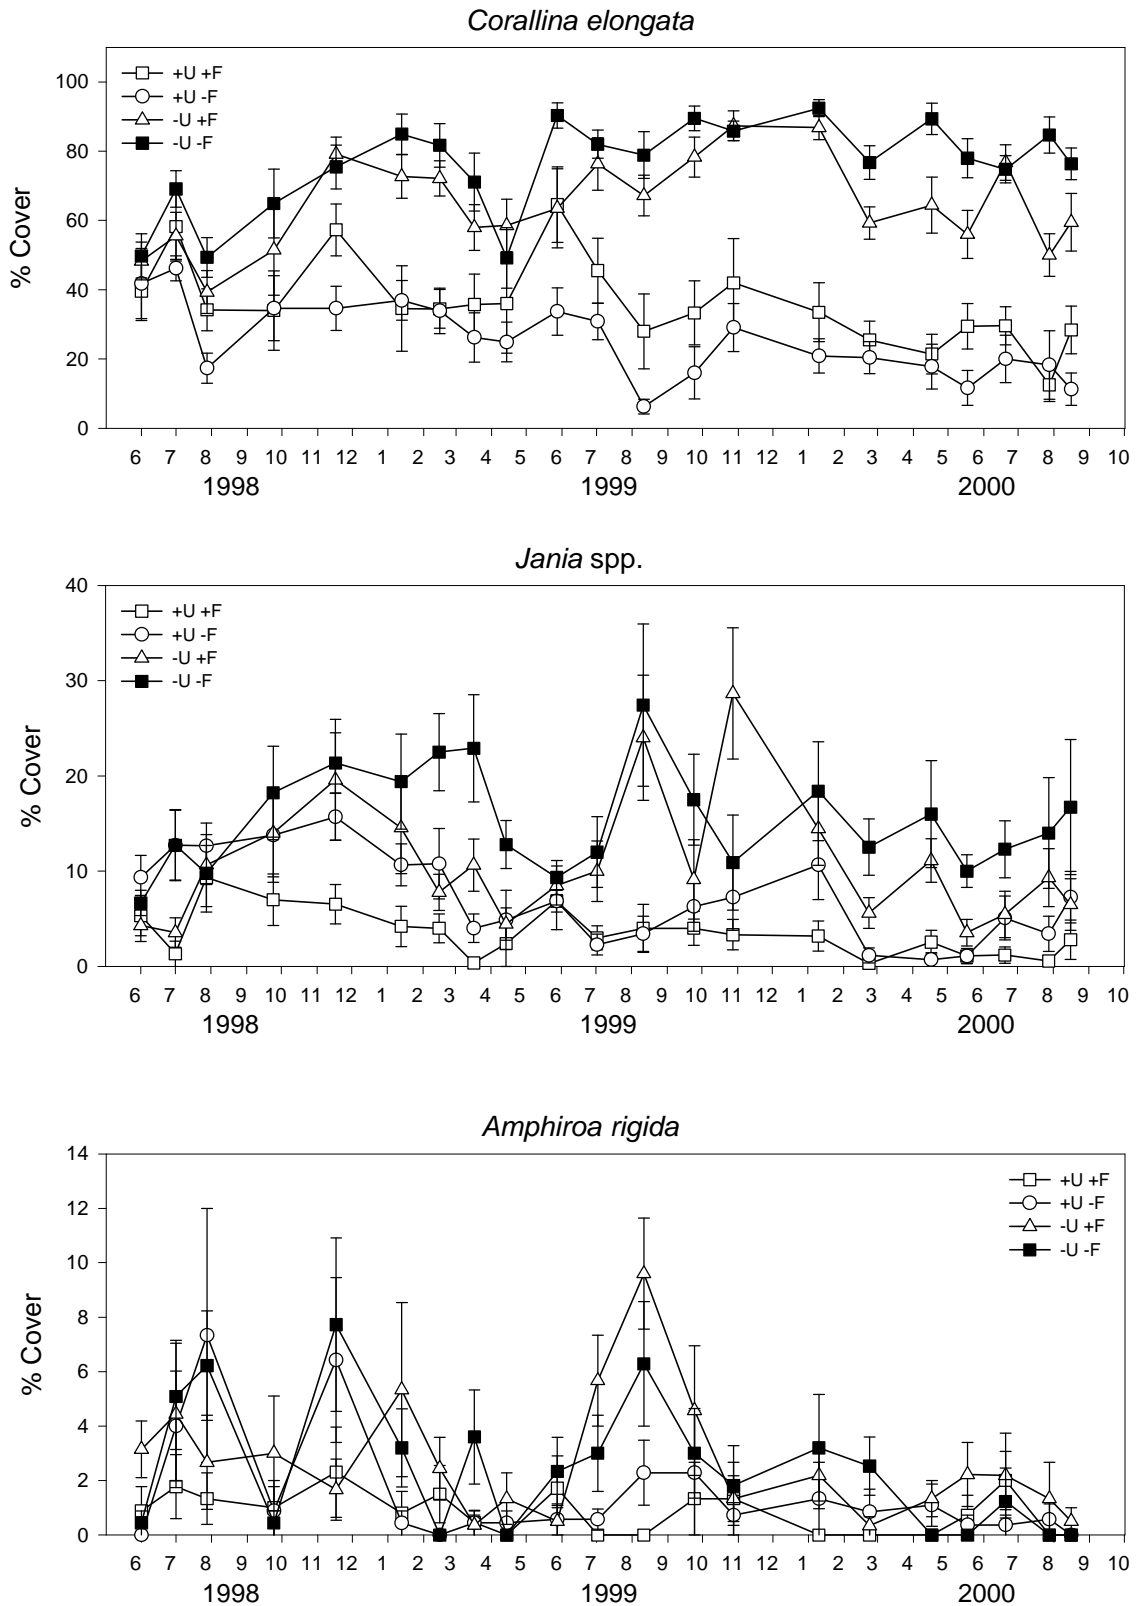 Corallina elongata
% Cover
100
80
60
40
20
0
+U +F
+U -F
-U +F
-U -F
6 7 8 9 10 11 12 1 2 3 4 5 6 7 8 9 10 11 12 1 2 3 4 5 6 7 8 9 10
1998 1999 2000
Jania spp.
% Cover
40
30
20
10
0
+U +F
+U -F
-U +F
-U -F
6 7 8 9 10 11 12 1 2 3 4 5 6 7 8 9 10 11 12 1 2 3 4 5 6 7 8 9 10
1998 1999 2000
Amphiroa rigida
% Cover
14
12
10
8
6
4
2
0
+U +F
+U -F
-U +F
-U -F
6 7 8 9 10 11 12 1 2 3 4 5 6 7 8 9 10 11 12 1 2 3 4 5 6 7 8 9 10
1998 1999 2000